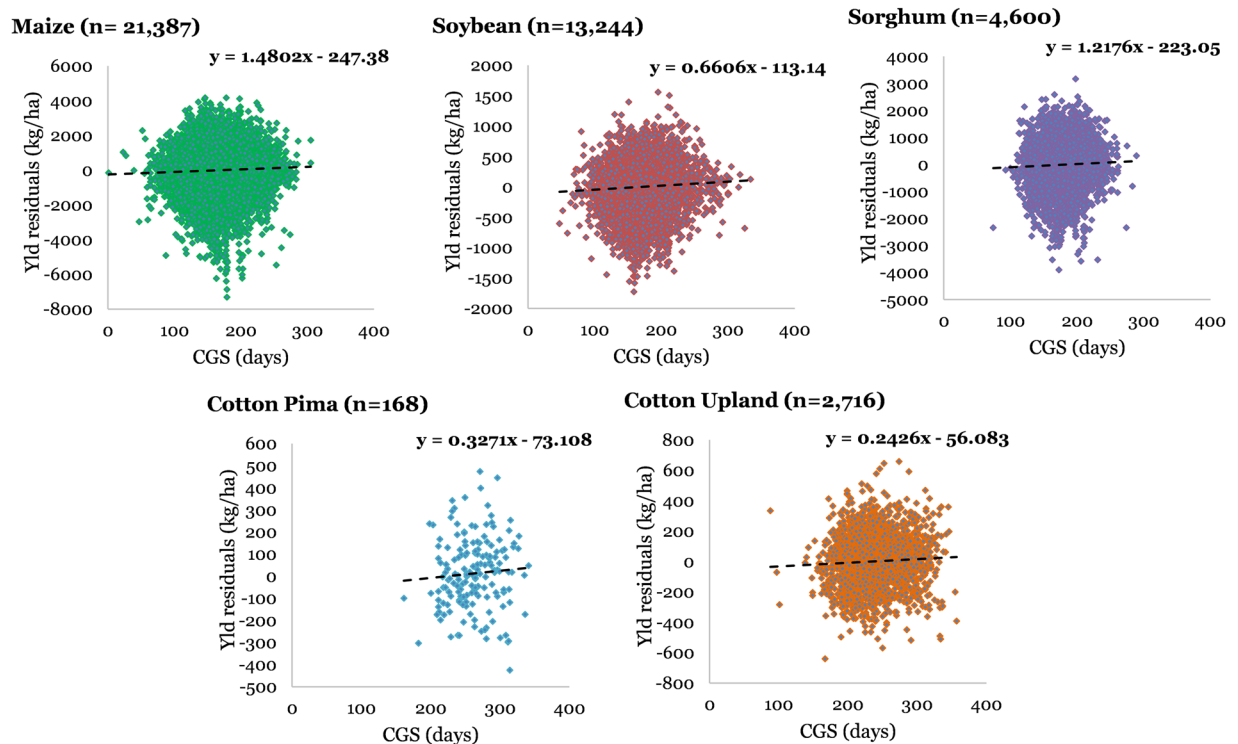 Maize (n= 21,387)
y = 1.4802x - 247.38
Yld residuals (kg/ha)
6000
4000
2000
0
-2000
-4000
-6000
-8000
0 100 200 300 400
CGS (days)
Soybean (n=13,244)
y = 0.6606x - 113.14
Yld residuals (kg/ha)
2000
1500
1000
500
0
-500
-1000
-1500
-2000
0 100 200 300 400
CGS (days)
Sorghum (n=4,600)
y = 1.2176x - 223.05
Yld residuals (kg/ha)
4000
3000
2000
1000
0
-1000
-2000
-3000
-4000
-5000
0 100 200 300 400
CGS (days)
Cotton Pima (n=168)
y = 0.3271x - 73.108
Yld residuals (kg/ha)
600
500
400
300
200
100
0
-100
-200
-300
-400
-500
0 100 200 300 400
CGS (days)
Cotton Upland (n=2,716)
y = 0.2426x - 56.083
Yld residuals (kg/ha)
800
600
400
200
0
-200
-400
-600
-800
0 100 200 300 400
CGS (days)